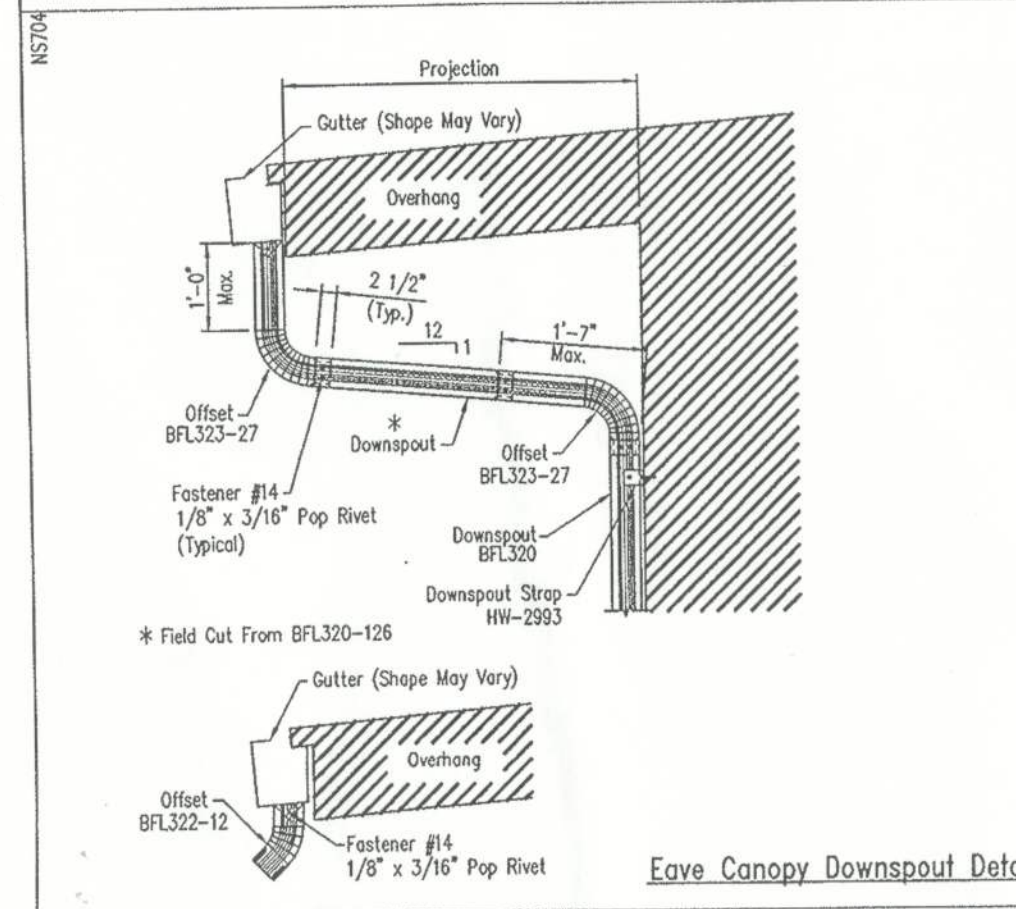 NS704
Projection
Gutter (Shape May Vary)
Overhang
1'-0"
Max.
2 1/2"
(Typ.)
12
1
1'-7"
Max.
Offset
BFL323-27
*
Downspout
Offset
BFL323-27
Fastener #14
1/8" x 3/16" Pop Rivet
(Typical)
Downspout
BFL320
Downspout Strap
HW-2993
* Field Cut From BFL320-126
Gutter (Shape May Vary)
Overhang
Offset
BFL322-12
Fastener #14
1/8" x 3/16" Pop Rivet
Eave Canopy Downspout Deta